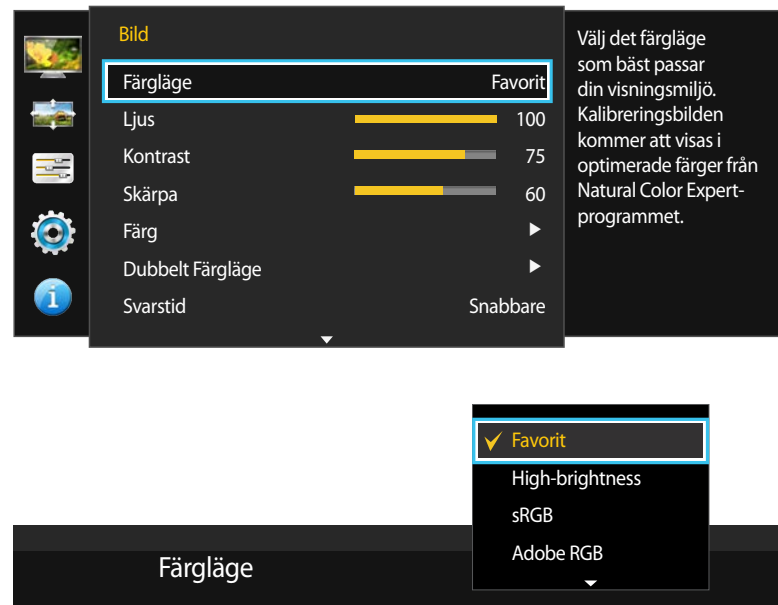 Bild
Färgläge Favorit
Ljus 100
Kontrast 75
Skärpa 60
Färg
Dubbelt Färgläge
Svarstid Snabbare
Välj det färgläge
som bäst passar
din visningsmiljö.
Kalibreringsbilden
kommer att visas i
optimerade färger från
Natural Color Expert-
programmet.
Favorit
High-brightness
sRGB
Adobe RGB
Färgläge